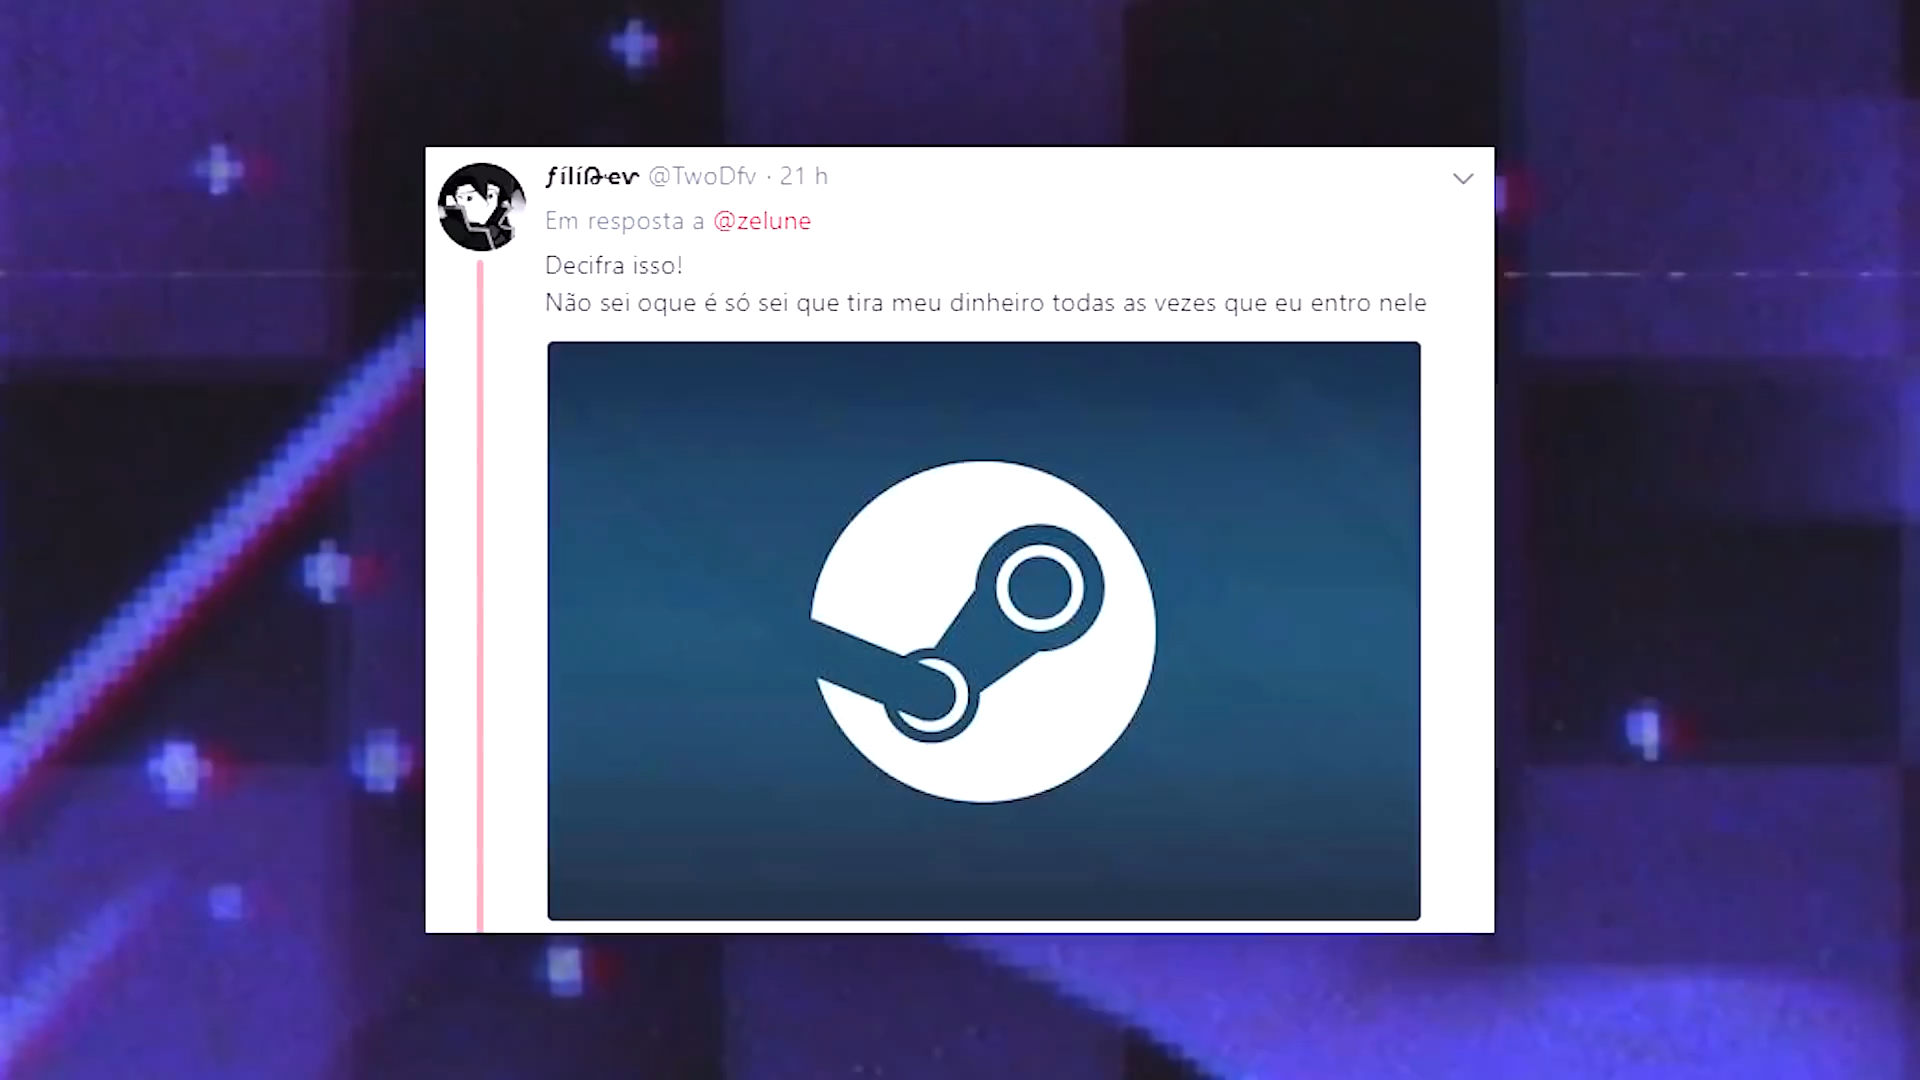 @TwoDfv · 21 h
Em resposta a @zelune
Decifra isso!
Não sei oque é só sei que tira meu dinheiro todas as vezes que eu entro nele